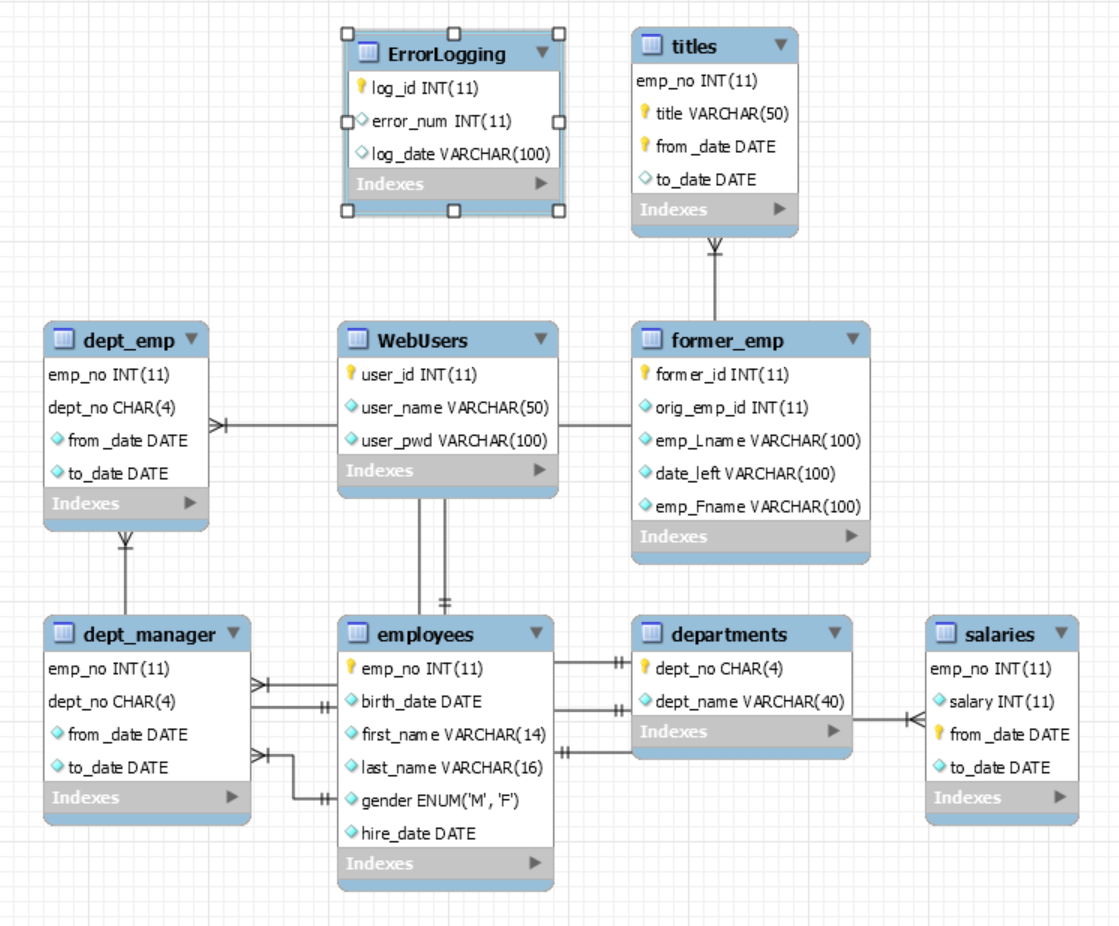 ErrorLogging
log_id INT(11)
error_num INT(11)
log_date VARCHAR(100)
Indexes
titles
emp_no INT(11)
title VARCHAR(50)
from_date DATE
to_date DATE
Indexes
dept_emp
emp_no INT(11)
dept_no CHAR(4)
from_date DATE
to_date DATE
Indexes
WebUsers
user_id INT(11)
user_name VARCHAR(50)
user_pwd VARCHAR(100)
Indexes
former_emp
former_id INT(11)
orig_emp_id INT(11)
emp_Lname VARCHAR(100)
date_left VARCHAR(100)
emp_Fname VARCHAR(100)
Indexes
dept_manager
emp_no INT(11)
dept_no CHAR(4)
from_date DATE
to_date DATE
Indexes
employees
emp_no INT(11)
birth_date DATE
first_name VARCHAR(14)
last_name VARCHAR(16)
gender ENUM('M', 'F')
hire_date DATE
Indexes
departments
dept_no CHAR(4)
dept_name VARCHAR(40)
Indexes
salaries
emp_no INT(11)
salary INT(11)
from_date DATE
to_date DATE
Indexes